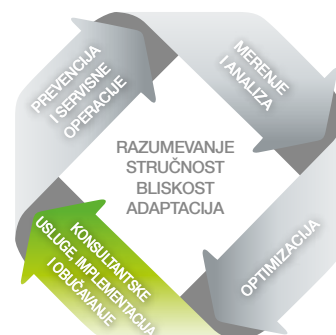 PREVENCIJA
I SERVISNE
OPERACIJE
MERENJE
I ANALIZA
RAZUMEVANJE
STRUČNOST
BLISKOST
ADAPTACIJA
KONSULTANTSKE
USLUGE, IMPLEMENTACIJA
I OBUČAVANJE
OPTIMIZACIJA